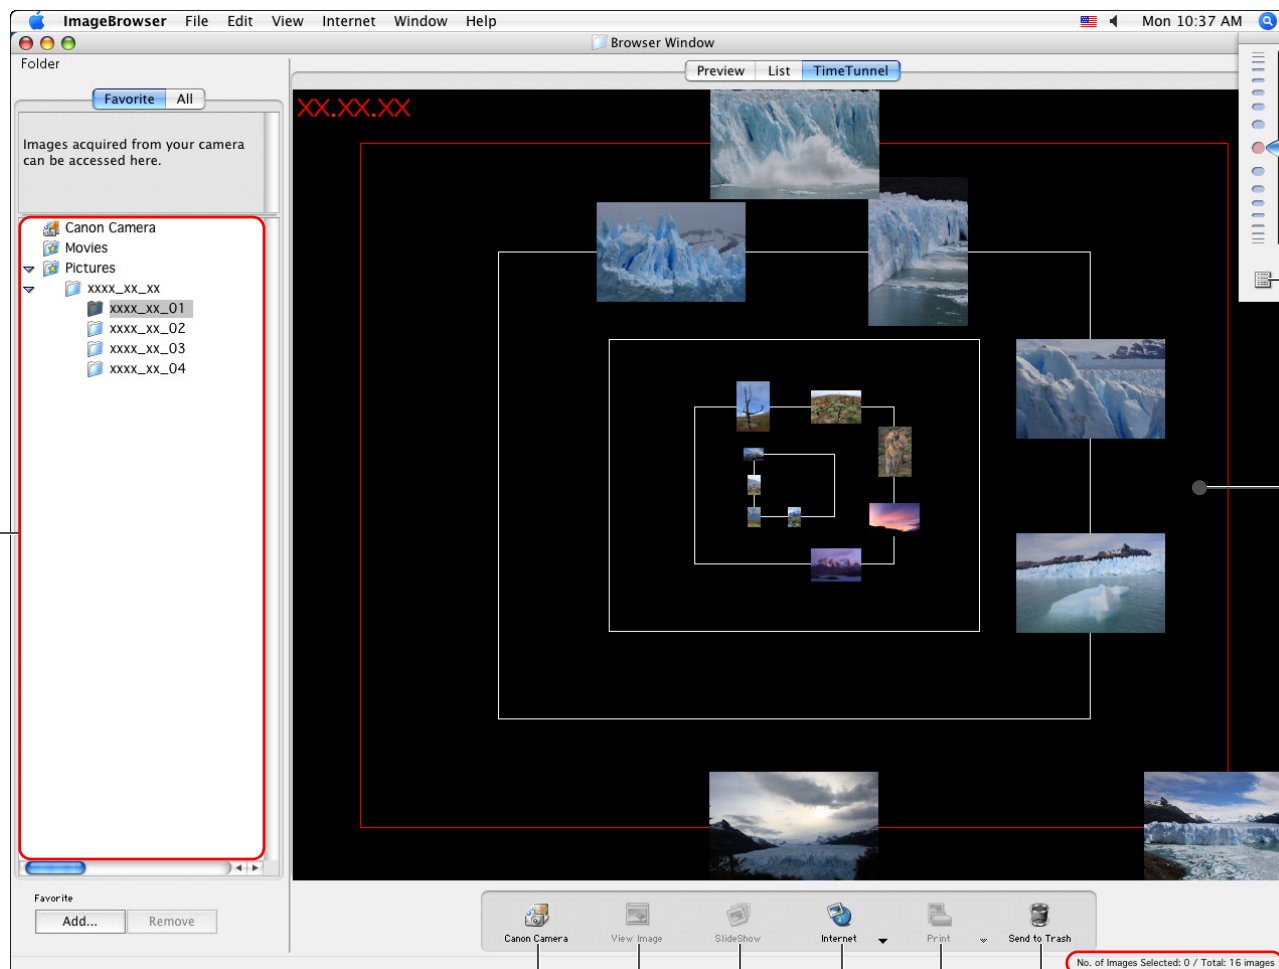 ImageBrowser File Edit View Internet Window Help Mon 10:37 AM
Browser Window
Folder
Preview List TimeTunnel
Favorite All
XX.XX.XX
Images acquired from your camera
can be accessed here.
Canon Camera
Movies
Pictures
xxxx_xx_xx
xxxx_xx_01
xxxx_xx_02
xxxx_xx_03
xxxx_xx_04
Favorite
Add... Remove
Canon Camera View Image SlideShow Internet Print Send to Trash
No. of Images Selected: 0 / Total: 16 images